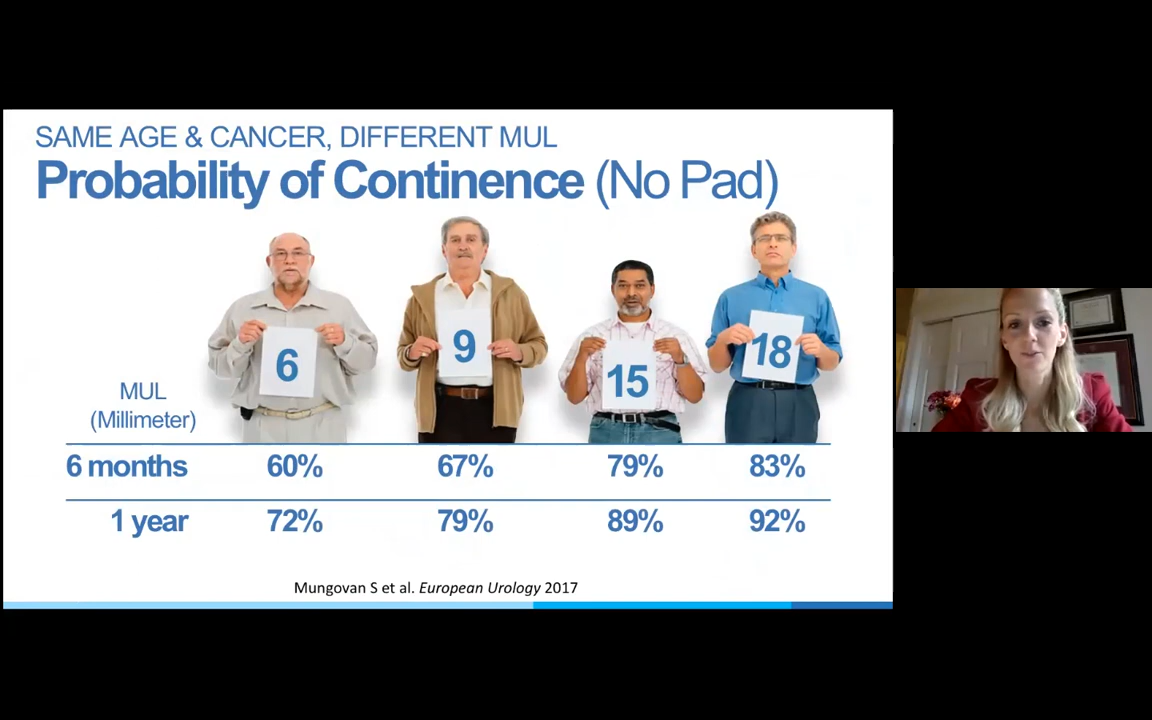 SAME AGE & CANCER, DIFFERENT MUL
Probability of Continence (No Pad)
6
9
15
18
MUL
(Millimeter)
6 months 60% 67% 79% 83%
1 year 72% 79% 89% 92%
Mungovan S et al. European Urology 2017